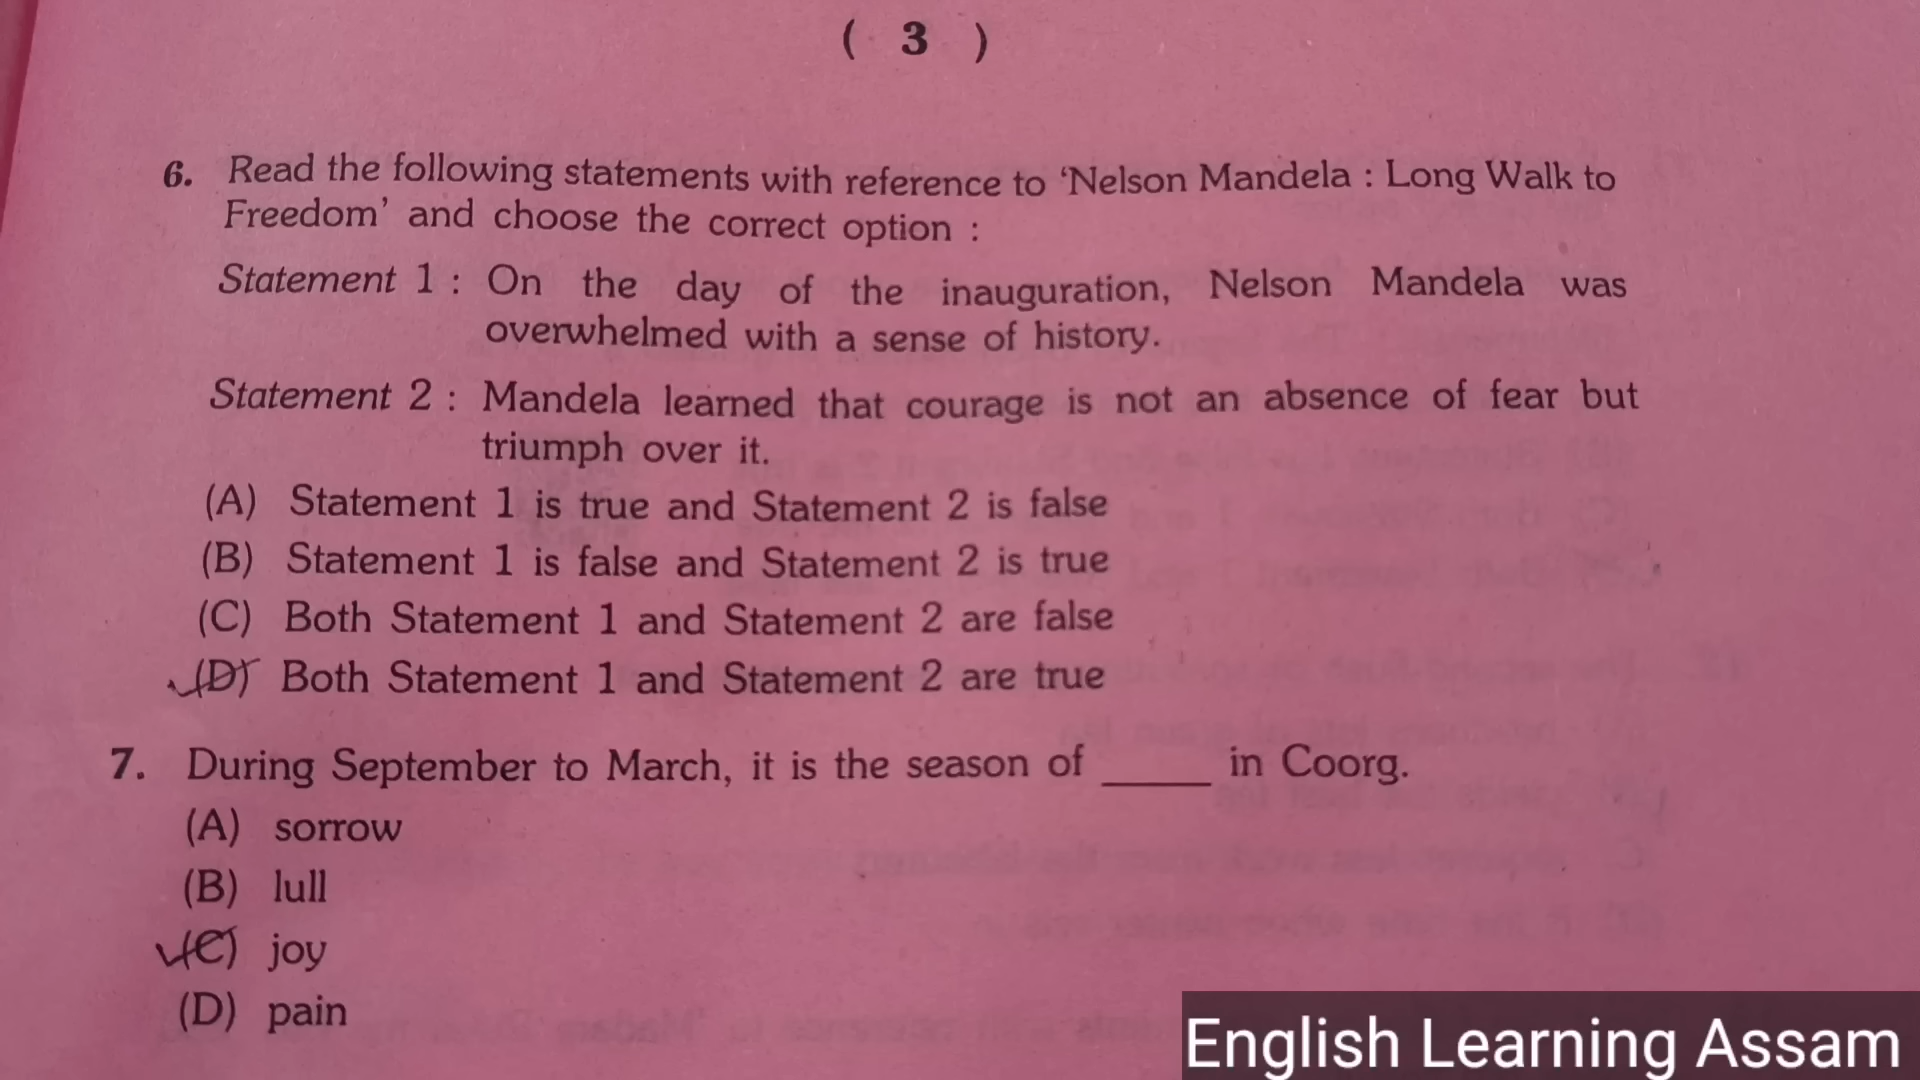 ( 3 )
6. Read the following statements with reference to ‘Nelson Mandela : Long Walk to
Freedom’ and choose the correct option :
Statement 1 : On the day of the inauguration, Nelson Mandela was
overwhelmed with a sense of history.
Statement 2 : Mandela learned that courage is not an absence of fear but
triumph over it.
(A) Statement 1 is true and Statement 2 is false
(B) Statement 1 is false and Statement 2 is true
(C) Both Statement 1 and Statement 2 are false
(D) Both Statement 1 and Statement 2 are true
7. During September to March, it is the season of _____ in Coorg.
(A) sorrow
(B) lull
(C) joy
(D) pain
English Learning Assam